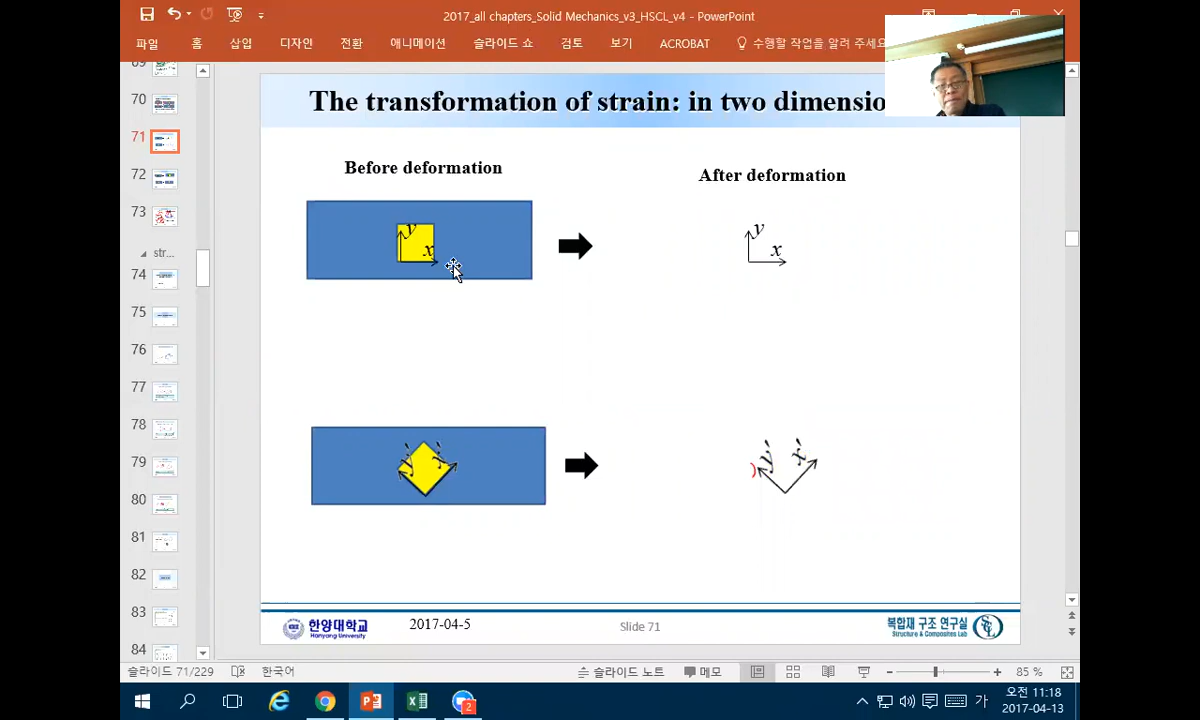 2017_all chapters_Solid Mechanics_v3_HSCL_v4 - PowerPoint
파일 홈 삽입 디자인 전환 애니메이션 슬라이드 쇼 검토 보기 ACROBAT 수행할 작업을 알려 주세요
69
70
71
72
73
str...
74
75
76
77
78
79
80
81
82
83
84
The transformation of strain: in two dimensio
Before deformation
After deformation
y
x
y
x
y`
x`
) y`
x`
한양대학교
Hanyang University
2017-04-5
Slide 71
복합재 구조 연구실
Structure & Composites Lab
슬라이드 71/229 한국어 슬라이드 노트 메모 85 %
2
가
오전 11:18
2017-04-13